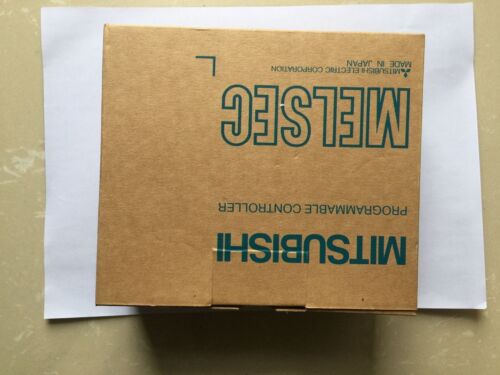 MITSUBISHI
PROGRAMMABLE CONTROLLER
MELSEC
MITSUBISHI ELECTRIC CORPORATION
MADE IN JAPAN